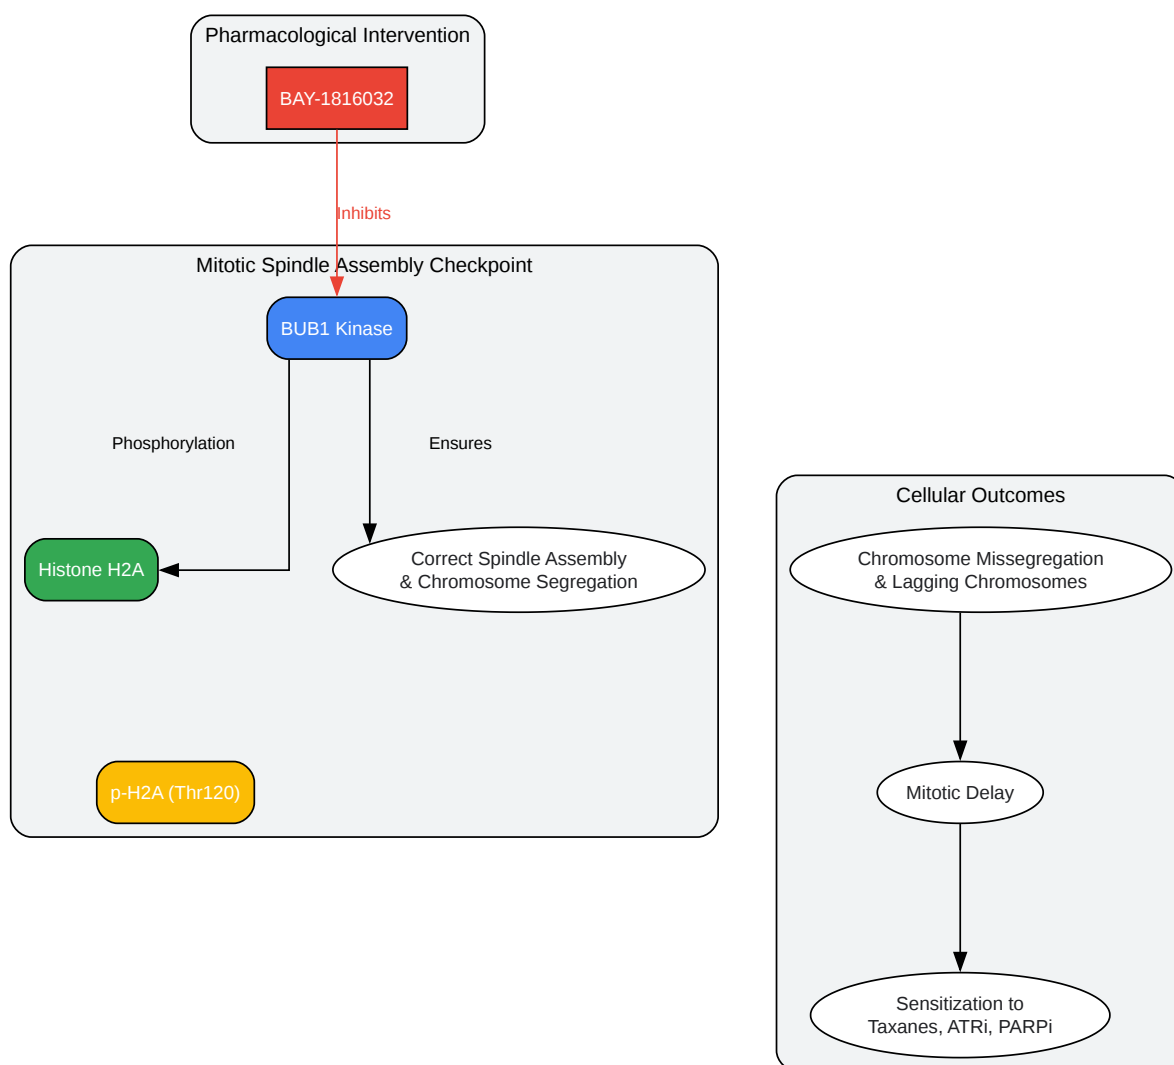 Pharmacological Intervention
BAY-1816032
Inhibits
Mitotic Spindle Assembly Checkpoint
BUB1 Kinase
Phosphorylation
Ensures
Histone H2A
Correct Spindle Assembly
& Chromosome Segregation
p-H2A (Thr120)
Cellular Outcomes
Chromosome Missegregation
& Lagging Chromosomes
Mitotic Delay
Sensitization to
Taxanes, ATRi, PARPi